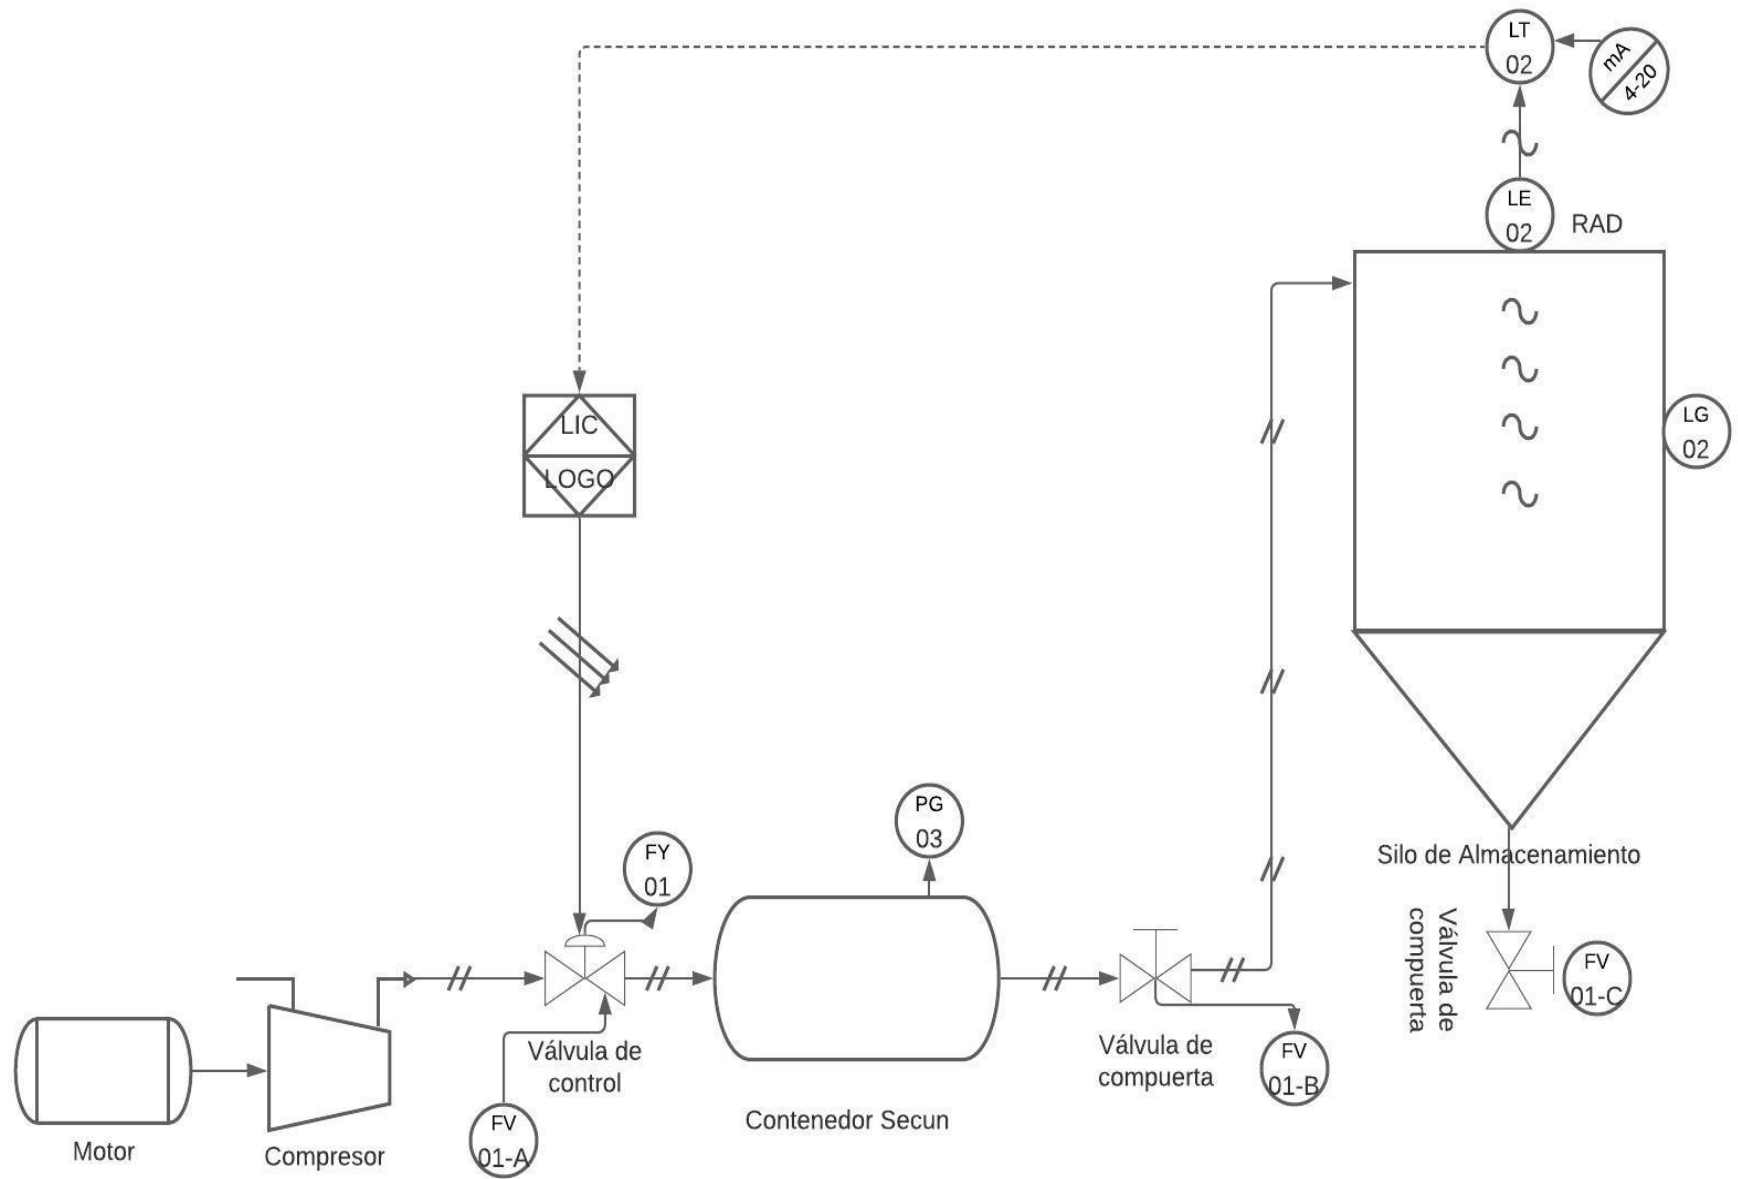 LT
02
mA
4-20
LE
02
RAD
LIC
LOGO
LG
02
PG
03
FY
01
Silo de Almacenamiento
Válvula de
compuerta
FV
01-C
Válvula de
control
Válvula de
compuerta
FV
01-B
Contenedor Secun
Motor
Compresor
FV
01-A